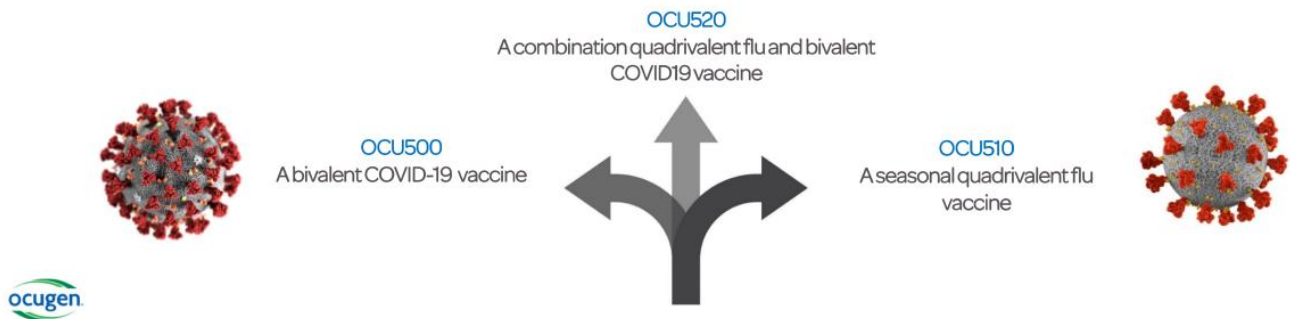 OCU520
A combination quadrivalent flu and bivalent
COVID19 vaccine
OCU500
A bivalent COVID-19 vaccine
OCU510
A seasonal quadrivalent flu
vaccine
ocugen.